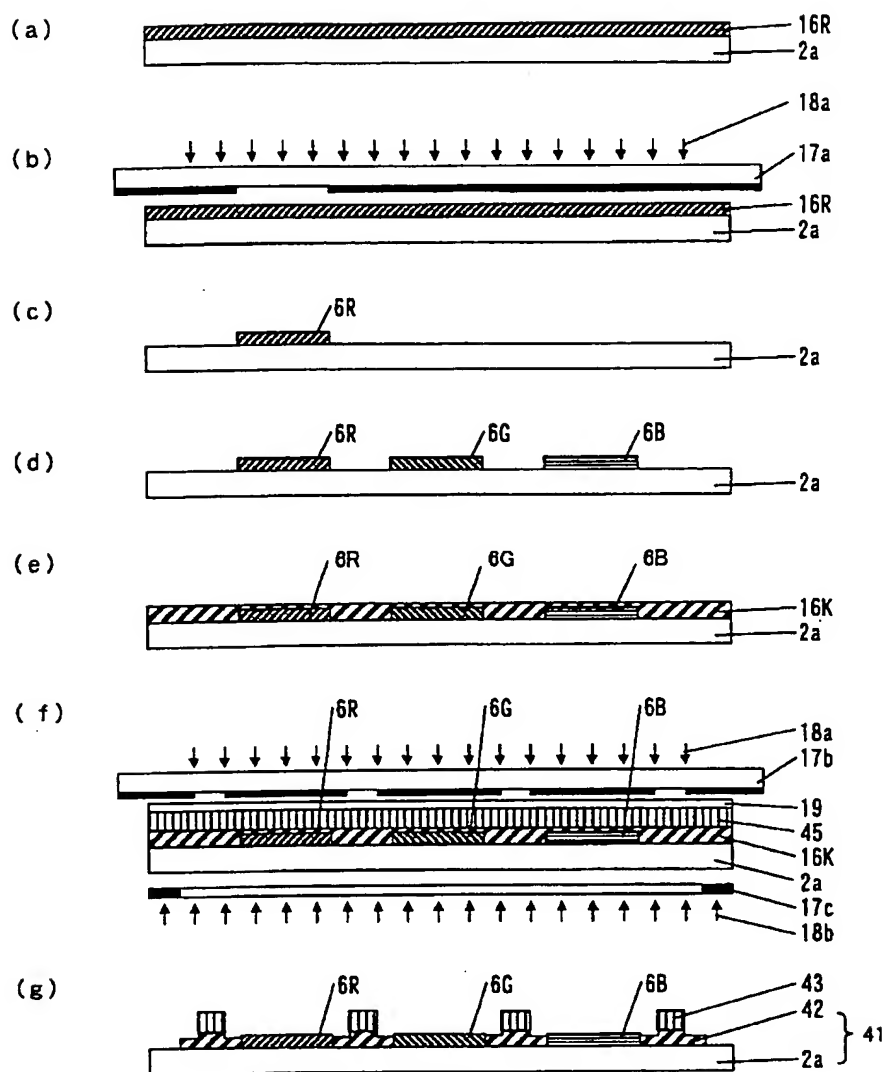 (a)
16R
2a
18a
(b)
17a
16R
2a
(c)
6R
2a
(d)
6R 6G 6B
2a
(e)
6R 6G 6B
16K
2a
(f)
6R 6G 6B
18a
17b
19
45
16K
2a
17c
18b
(g)
6R 6G 6B
43
42
41
2a